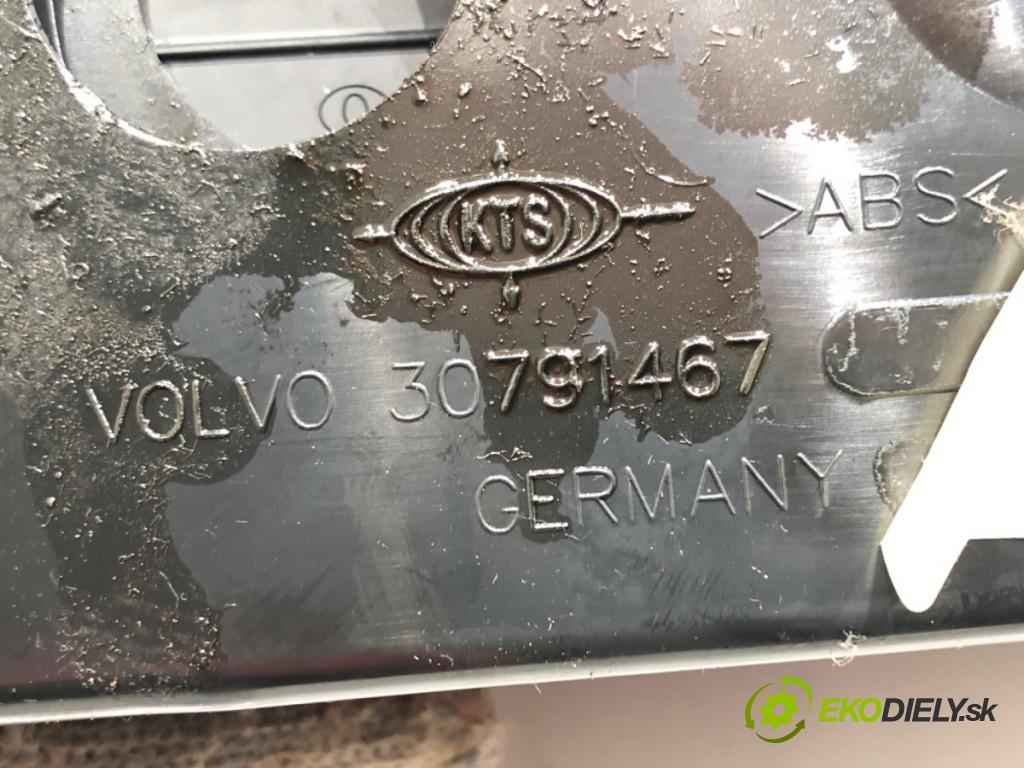 KTS
>ABS<
VOLVO 30791467
GERMANY
EKODIELY.sk